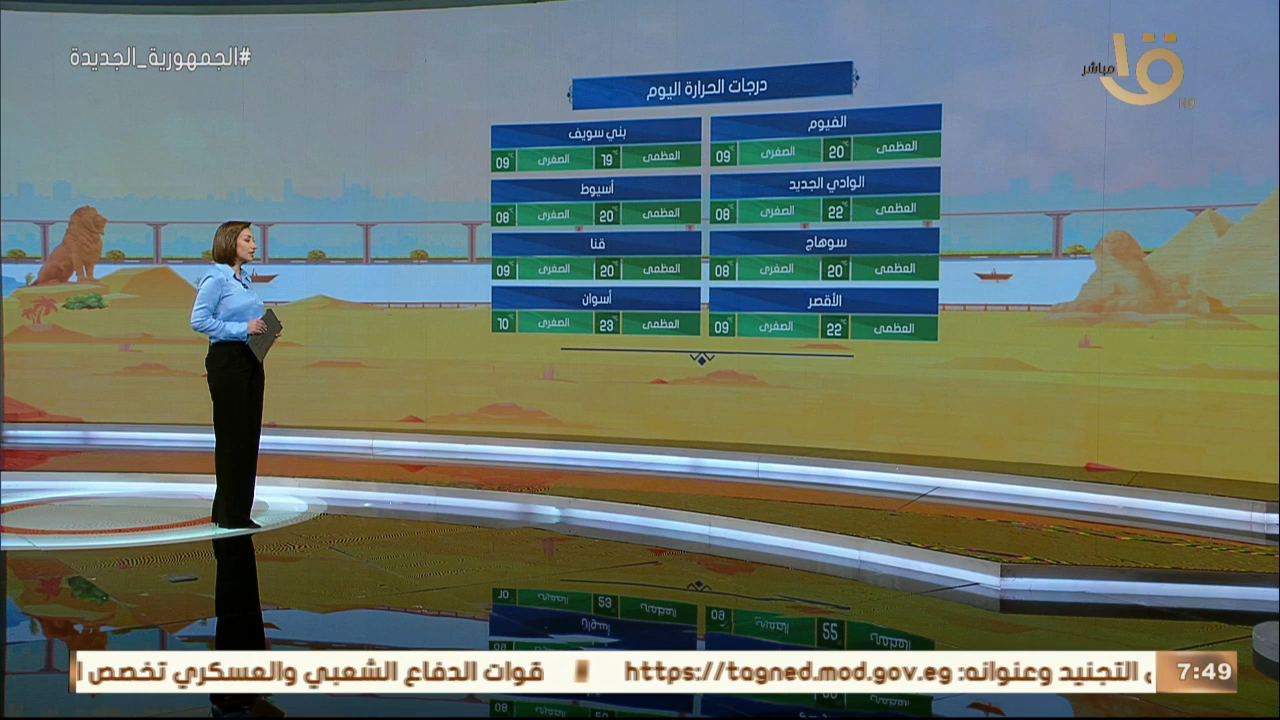 #الجمهورية_الجديدة
مباشر
درجات الحرارة اليوم
الفيوم
العظمى 20 الصغرى 09
بني سويف
العظمى 19 الصغرى 09
الوادي الجديد
العظمى 22 الصغرى 08
أسيوط
العظمى 20 الصغرى 08
سوهاج
العظمى 20 الصغرى 08
قنا
العظمى 20 الصغرى 09
الأقصر
العظمى 22 الصغرى 09
أسوان
العظمى 23 الصغرى 10
7:49
التجنيد وعنوانه: https://tagned.mod.gov.eg قوات الدفاع الشعبي والعسكري تخصص